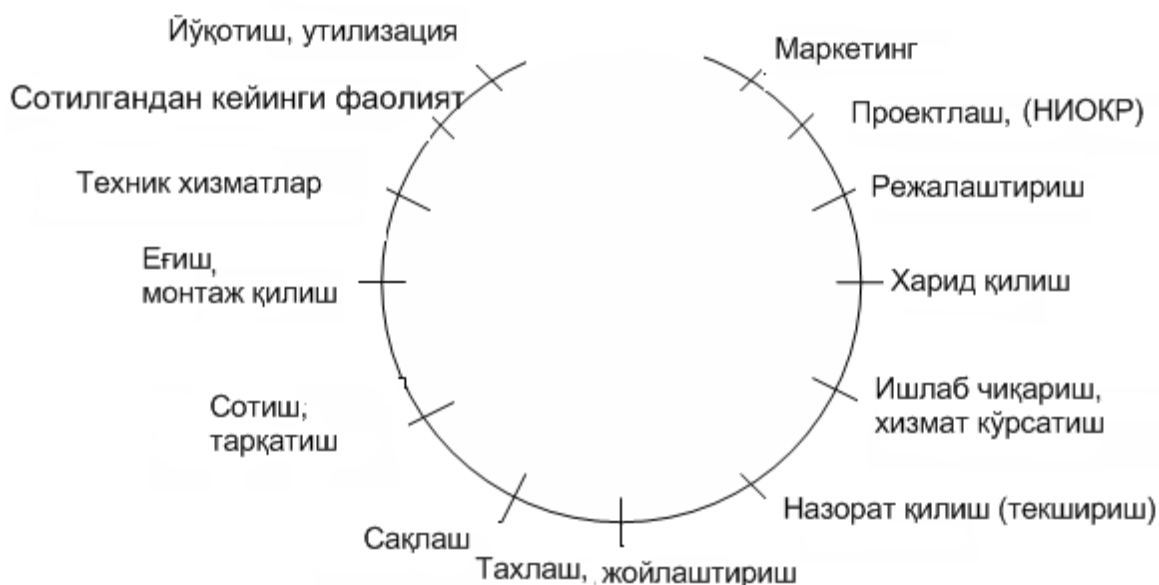 Йўқотиш, утилизация
Маркетинг
Сотилгандан кейинги фаолият
Проектлаш, (НИОКР)
Техник хизматлар
Режалаштириш
Еғиш,
монтаж қилиш
Харид қилиш
Ишлаб чиқариш,
хизмат кўрсатиш
Сотиш,
тарқатиш
Назорат қилиш (текшириш)
Сақлаш
Тахлаш, жойлаштириш